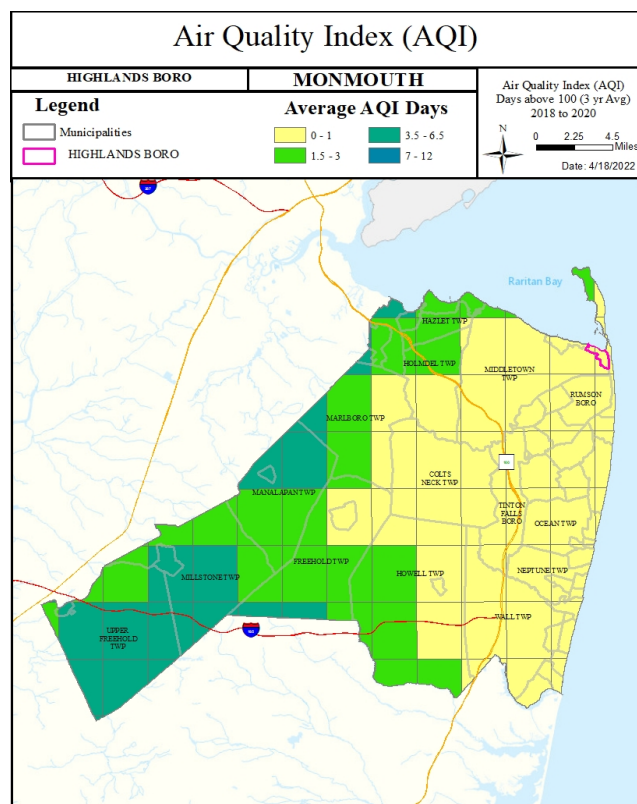 Air Quality Index (AQI)
HIGHLANDS BORO
MONMOUTH
Legend
Municipalities
HIGHLANDS BORO
Average AQI Days
0 - 1
3.5 - 6.5
1.5 - 3
7 - 12
Air Quality Index (AQI)
Days above 100 (3 yr Avg)
2018 to 2020
N
0 2.25 4.5
Miles
Date: 4/18/2022
Raritan Bay
HAZLET TWP
HOLMDEL TWP
MIDDLETOWN
TWP
RUMSON
BORO
MARLBORO TWP
COLTS
NECK TWP
MANALAPAN TWP
TINTON
FALLS
BORO
OCEAN TWP
FREEHOLD TWP
HOWELL TWP
NEPTUNE TWP
MILLSTONE TWP
WALL TWP
UPPER
FREEHOLD
TWP